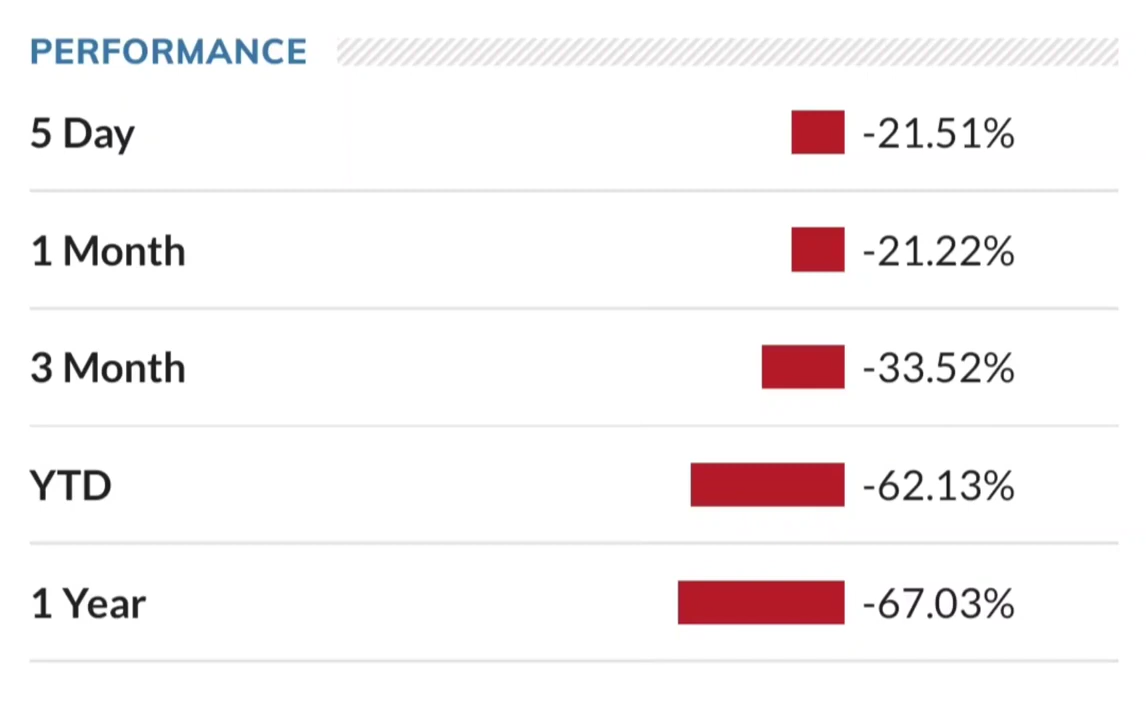 PERFORMANCE
5 Day -21.51%
1 Month -21.22%
3 Month -33.52%
YTD -62.13%
1 Year -67.03%